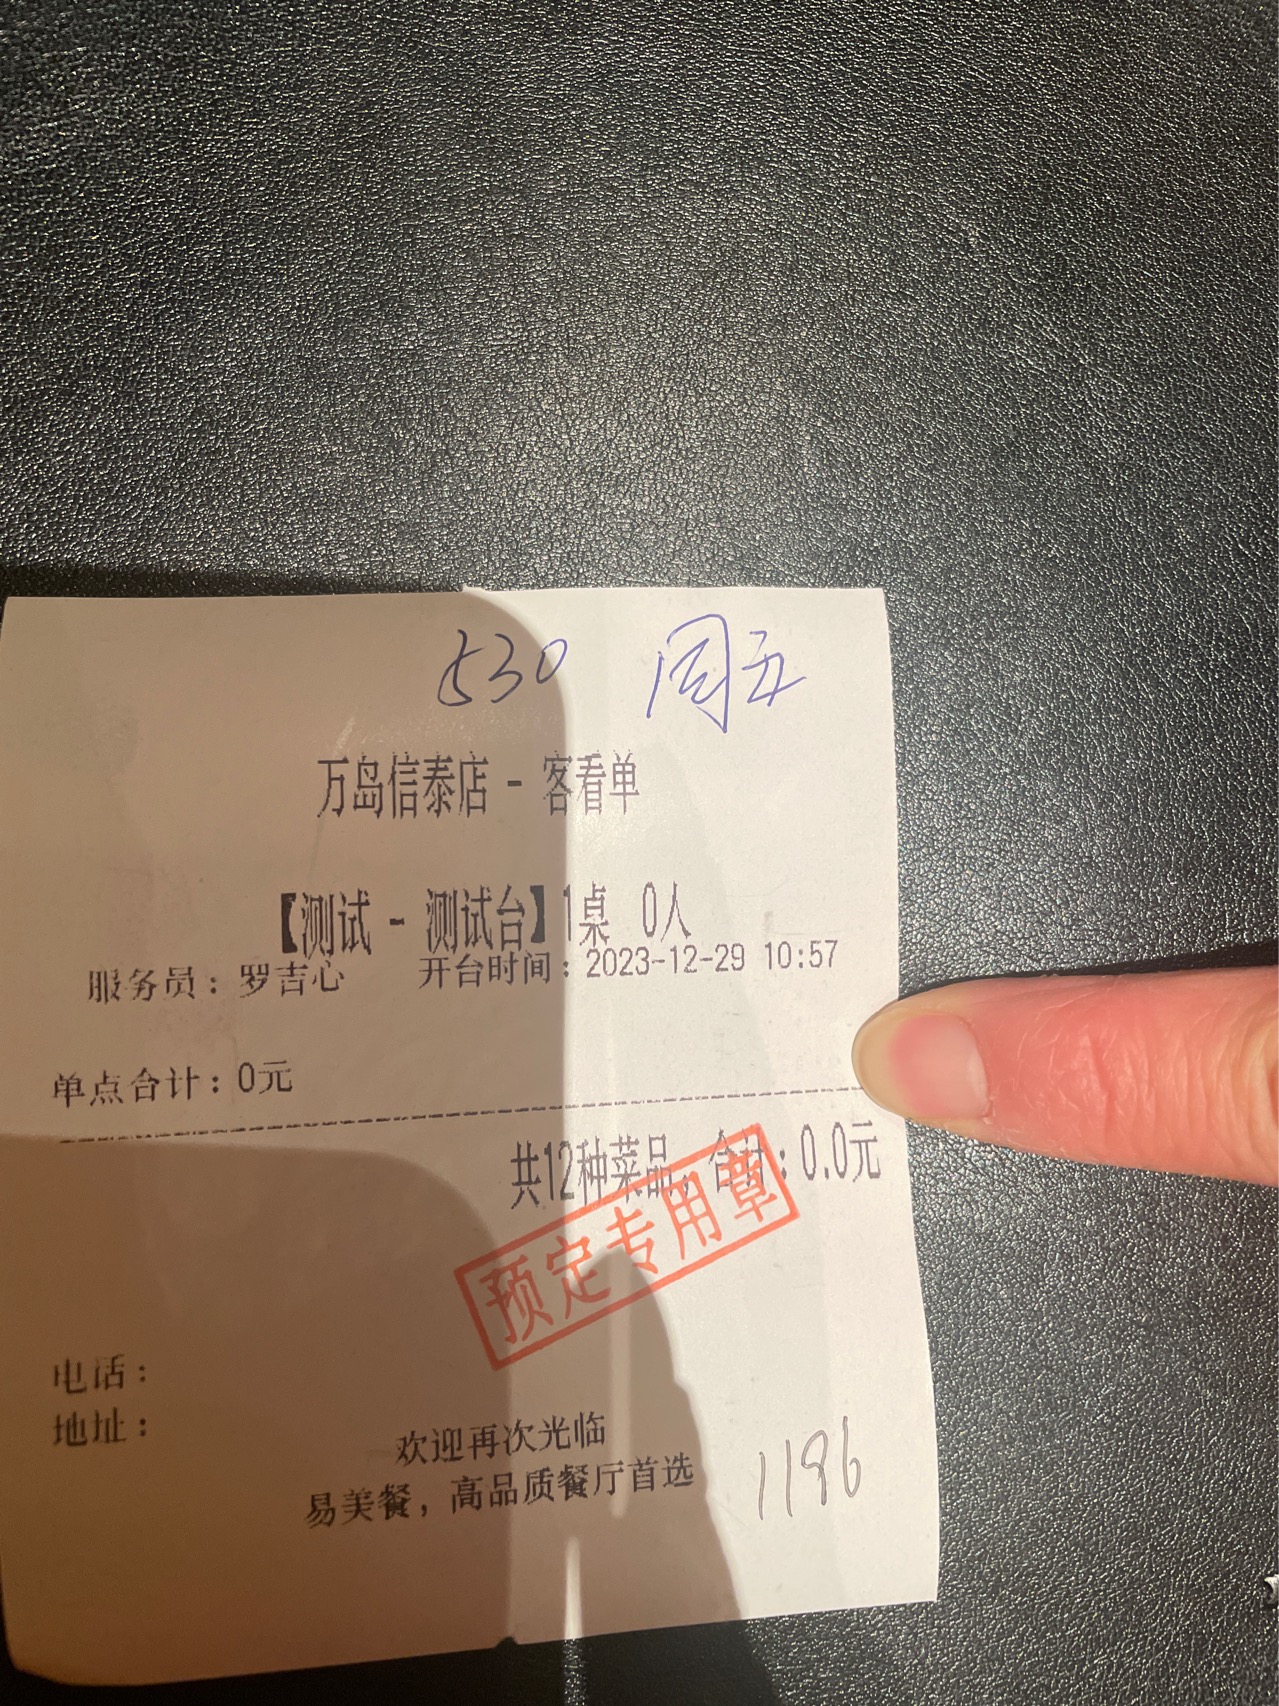 530 周五
万岛信泰店 - 客看单
【测试 - 测试台】1桌 0人
服务员：罗吉心 开台时间：2023-12-29 10:57
单点合计：0元
共12种菜品，合计：0.0元
预定专用章
电话：
地址：
欢迎再次光临
易美餐，高品质餐厅首选
1196